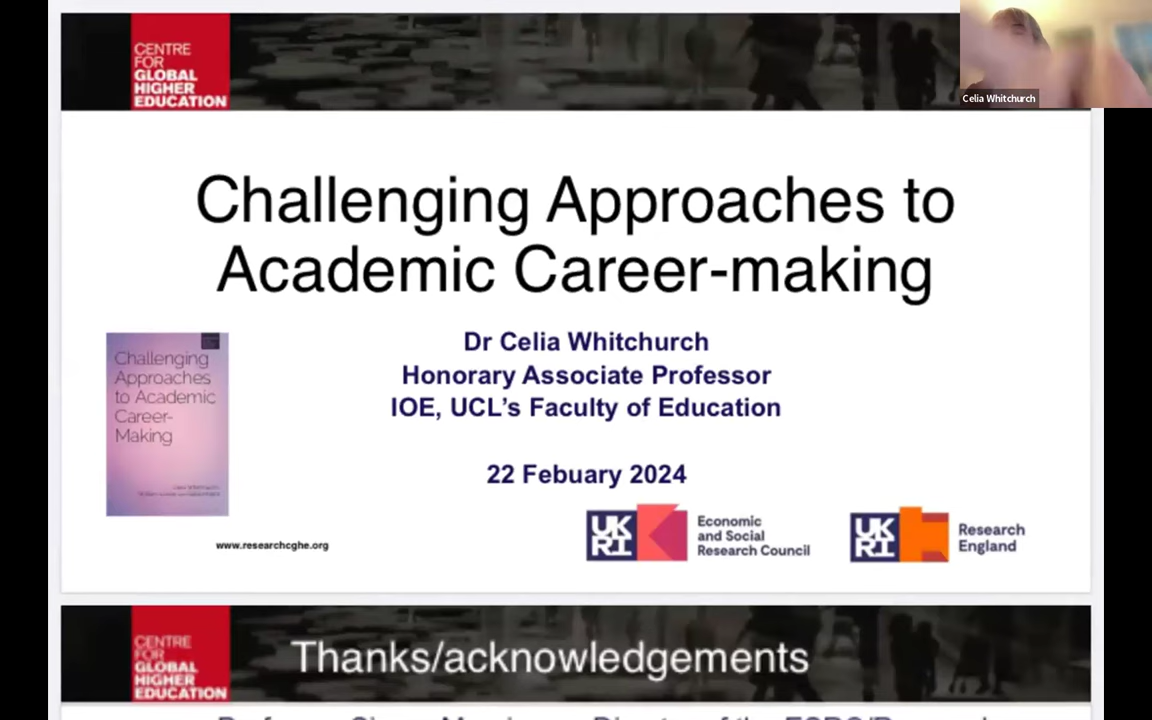 CENTRE
FOR
GLOBAL
HIGHER
EDUCATION
Celia Whitchurch
Challenging Approaches to
Academic Career-making
Challenging
Approaches
to Academic
Career-
Making
Dr Celia Whitchurch
Honorary Associate Professor
IOE, UCL's Faculty of Education
22 Febuary 2024
www.researchcghe.org
UK
RI
Economic
and Social
Research Council
UK
RI
Research
England
CENTRE
FOR
GLOBAL
HIGHER
EDUCATION
Thanks/acknowledgements